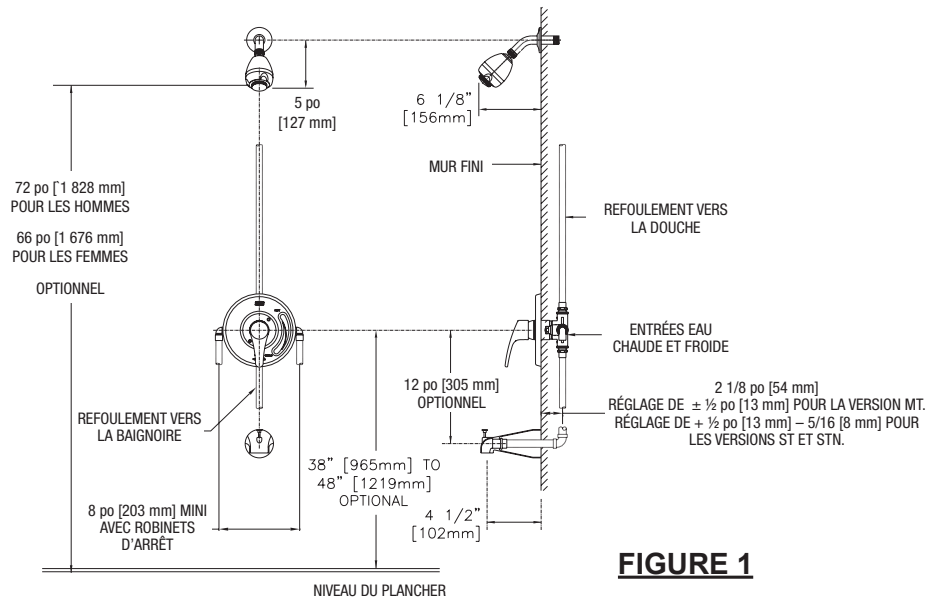 5 po
[127 mm]
6 1/8"
[156mm]
MUR FINI
72 po [1 828 mm]
POUR LES HOMMES
66 po [1 676 mm]
POUR LES FEMMES
OPTIONNEL
REFOULEMENT VERS
LA DOUCHE
ENTRÉES EAU
CHAUDE ET FROIDE
12 po [305 mm]
OPTIONNEL
2 1/8 po [54 mm]
RÉGLAGE DE ± ½ po [13 mm] POUR LA VERSION MT.
RÉGLAGE DE + ½ po [13 mm] – 5/16 [8 mm] POUR
LES VERSIONS ST ET STN.
REFOULEMENT VERS
LA BAIGNOIRE
38" [965mm] TO
48" [1219mm]
OPTIONAL
8 po [203 mm] MINI
AVEC ROBINETS
D'ARRÊT
4 1/2"
[102mm]
FIGURE 1
NIVEAU DU PLANCHER